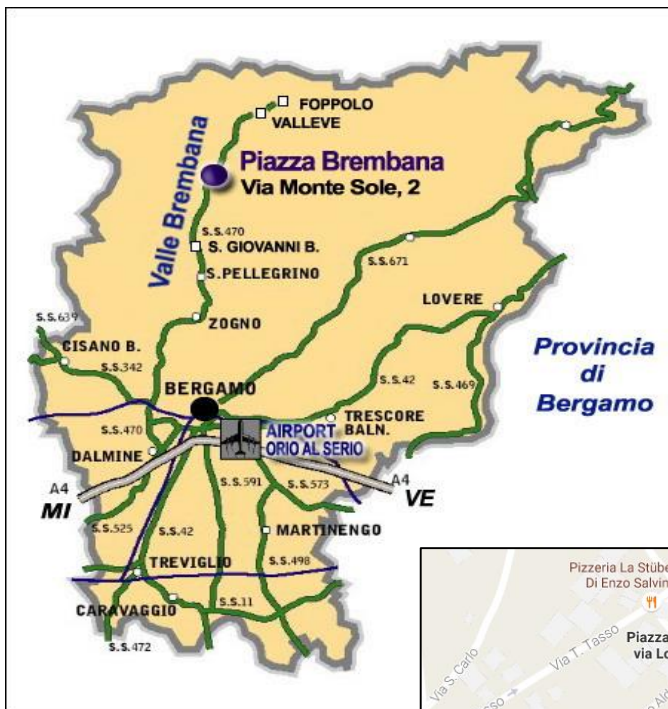 FOPPOLO
VALLEVE
Valle Brembana
Piazza Brembana
Via Monte Sole, 2
S.S.470
S. GIOVANNI B.
S.PELLEGRINO
S.S.671
LOVERE
S.S.639
CISANO B.
S.S.342
ZOGNO
Provincia
di
Bergamo
BERGAMO
S.S.42
S.S.469
S.S.470
TRESCORE
BALN.
AIRPORT
ORIO AL SERIO
DALMINE
A4
MI
S.S.591
S.S.573
A4
VE
S.S.525
S.S.42
MARTINENGO
TREVIGLIO
S.S.498
CARAVAGGIO
S.S.11
S.S.472
Pizzeria La Stübe
Di Enzo Salvin
Piazza
via Lo
Via T. Tasso
Via S. Carlo